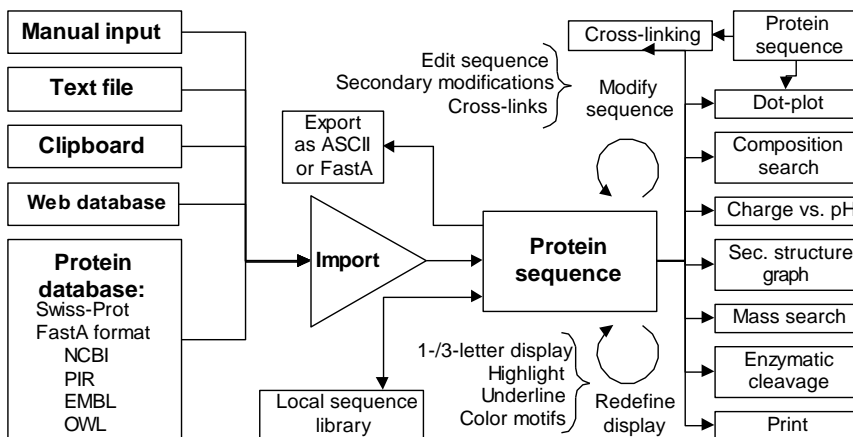 Manual input
Text file
Clipboard
Web database
Protein
database:
Swiss-Prot
FastA format
NCBI
PIR
EMBL
OWL
Export
as ASCII
or FastA
Import
Local sequence
library
Edit sequence
Secondary modifications
Cross-links
Modify
sequence
Protein
sequence
1-/3-letter display
Highlight
Underline
Color motifs
Redefine
display
Cross-linking
Protein
sequence
Dot-plot
Composition
search
Charge vs. pH
Sec. structure
graph
Mass search
Enzymatic
cleavage
Print